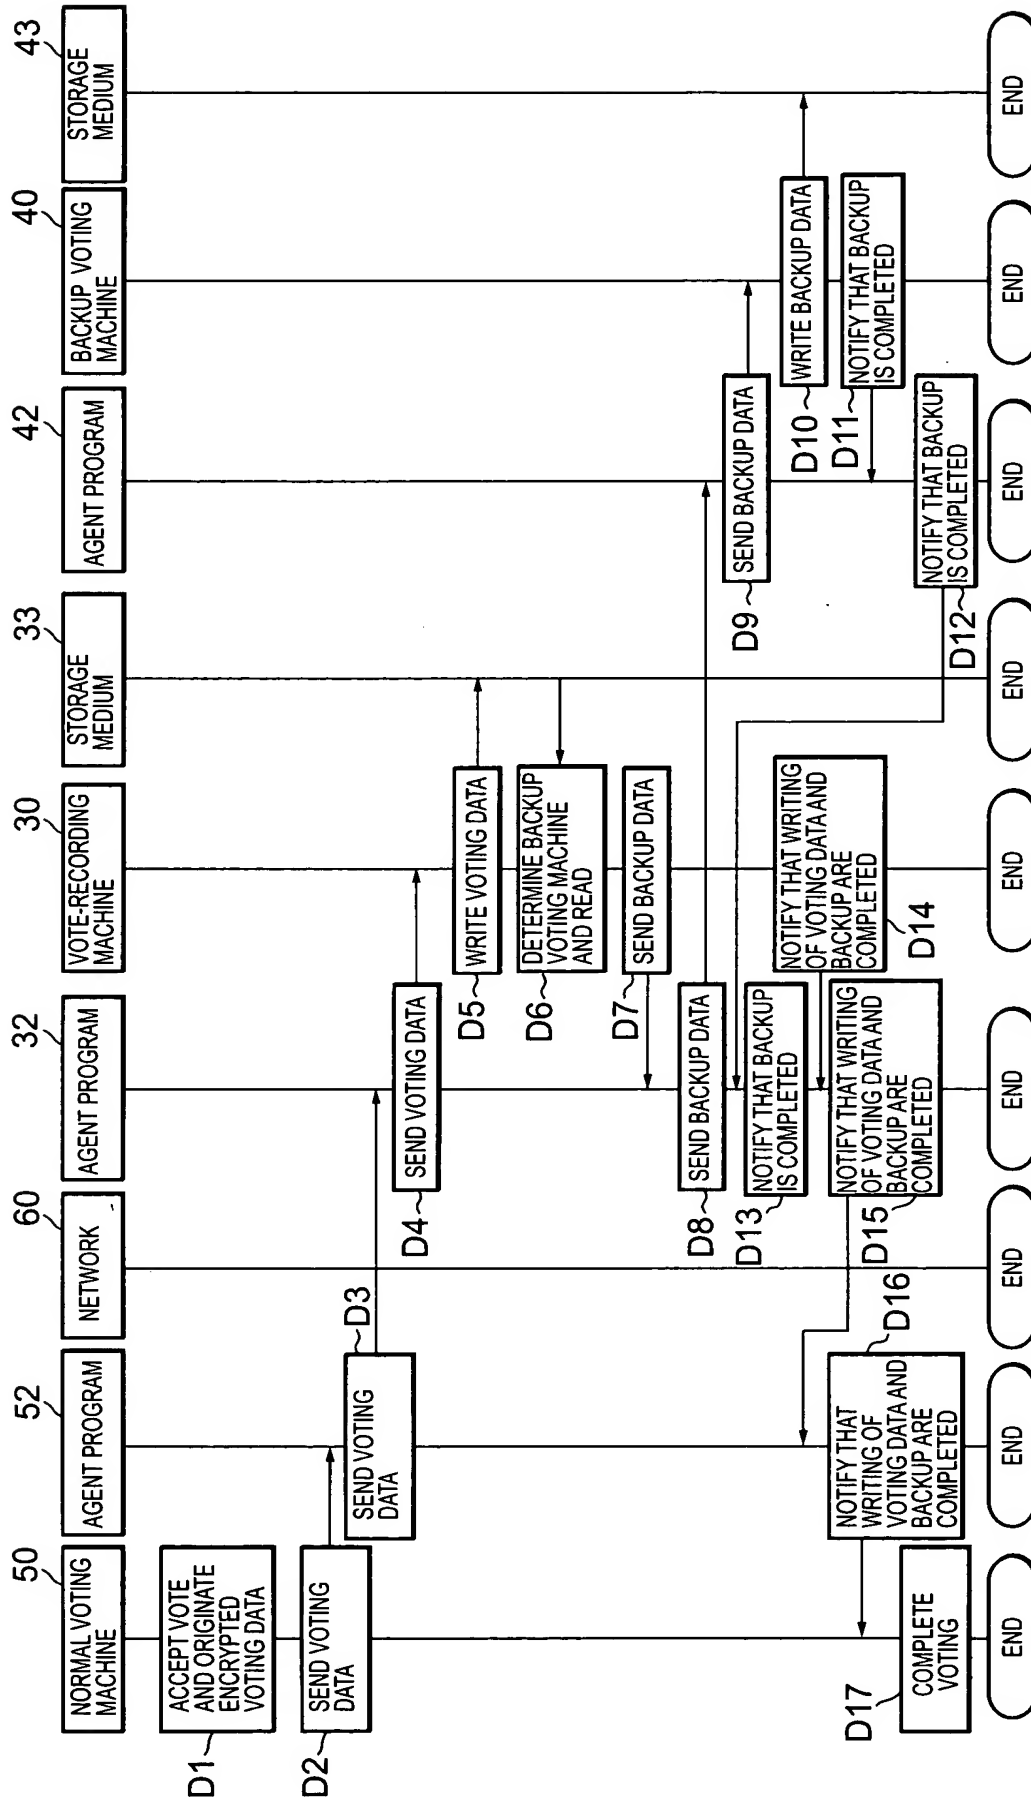 50
NORMAL VOTING
MACHINE
52
AGENT PROGRAM
60
NETWORK
32
AGENT PROGRAM
30
VOTE-RECORDING
MACHINE
33
STORAGE
MEDIUM
42
AGENT PROGRAM
40
BACKUP VOTING
MACHINE
43
STORAGE
MEDIUM
D1
ACCEPT VOTE
AND ORIGINATE
ENCRYPTED
VOTING DATA
D2
SEND VOTING
DATA
D3
SEND VOTING
DATA
D4
SEND VOTING DATA
D5
WRITE VOTING DATA
D6
DETERMINE BACKUP
VOTING MACHINE
AND READ
D7
SEND BACKUP DATA
D8
SEND BACKUP DATA
D9
SEND BACKUP DATA
D10
WRITE BACKUP DATA
D11
NOTIFY THAT BACKUP
IS COMPLETED
D12
NOTIFY THAT BACKUP
IS COMPLETED
D13
NOTIFY THAT BACKUP
IS COMPLETED
D14
NOTIFY THAT WRITING
OF VOTING DATA AND
BACKUP ARE
COMPLETED
D15
NOTIFY THAT WRITING
OF VOTING DATA AND
BACKUP ARE
COMPLETED
D16
NOTIFY THAT
WRITING OF
VOTING DATA AND
BACKUP ARE
COMPLETED
D17
COMPLETE
VOTING
END
END
END
END
END
END
END
END
END